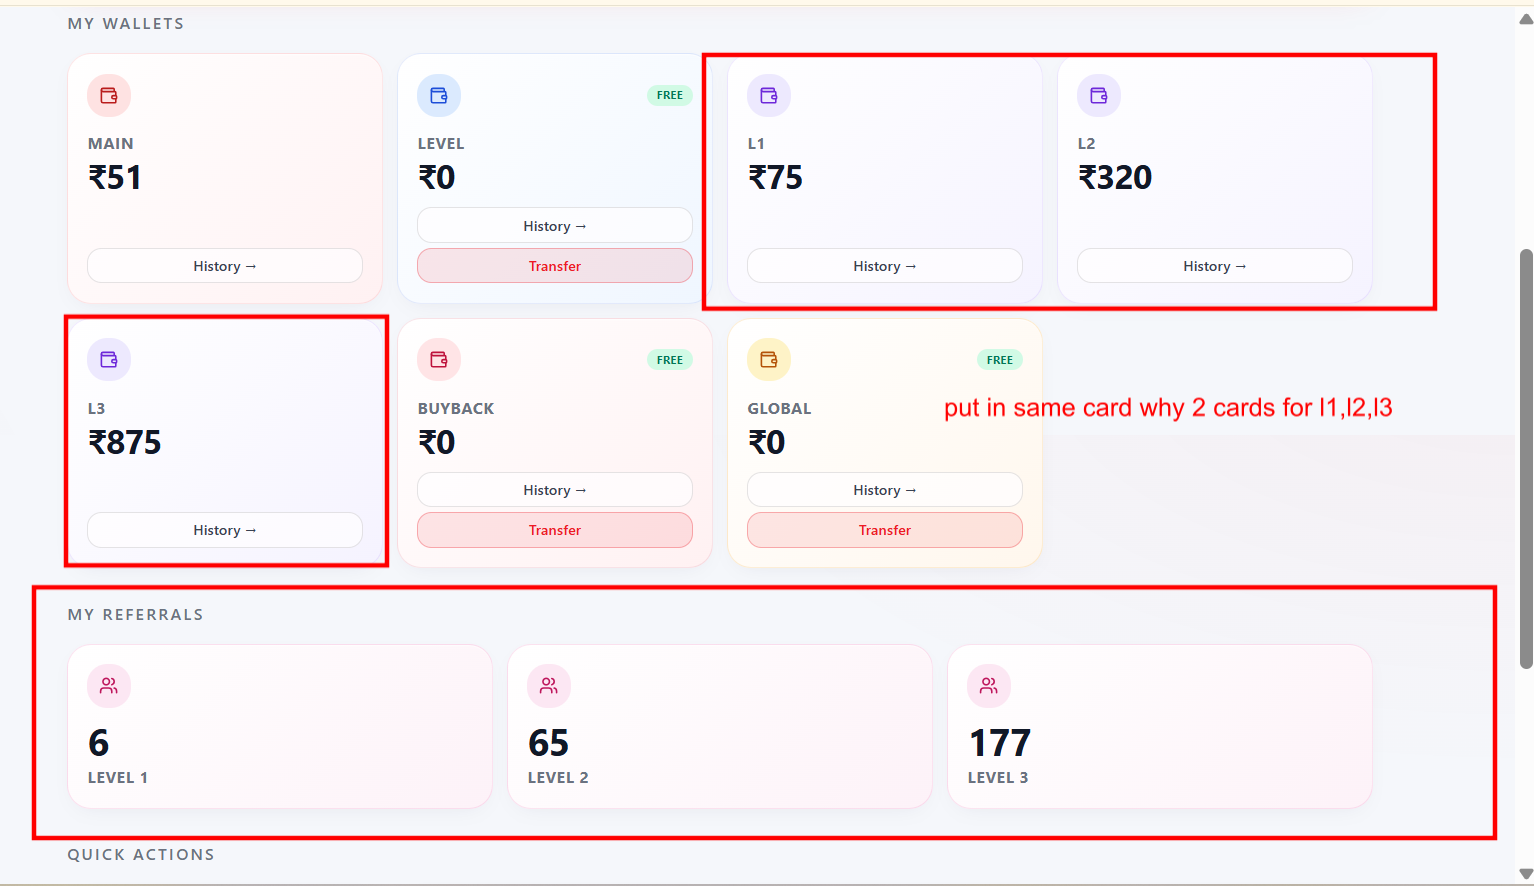 MY WALLETS
MAIN
₹51
History →
LEVEL
FREE
₹0
History →
Transfer
L1
₹75
History →
L2
₹320
History →
L3
₹875
History →
BUYBACK
FREE
₹0
History →
Transfer
GLOBAL
FREE
₹0
History →
Transfer
put in same card why 2 cards for l1,l2,l3
MY REFERRALS
6
LEVEL 1
65
LEVEL 2
177
LEVEL 3
QUICK ACTIONS